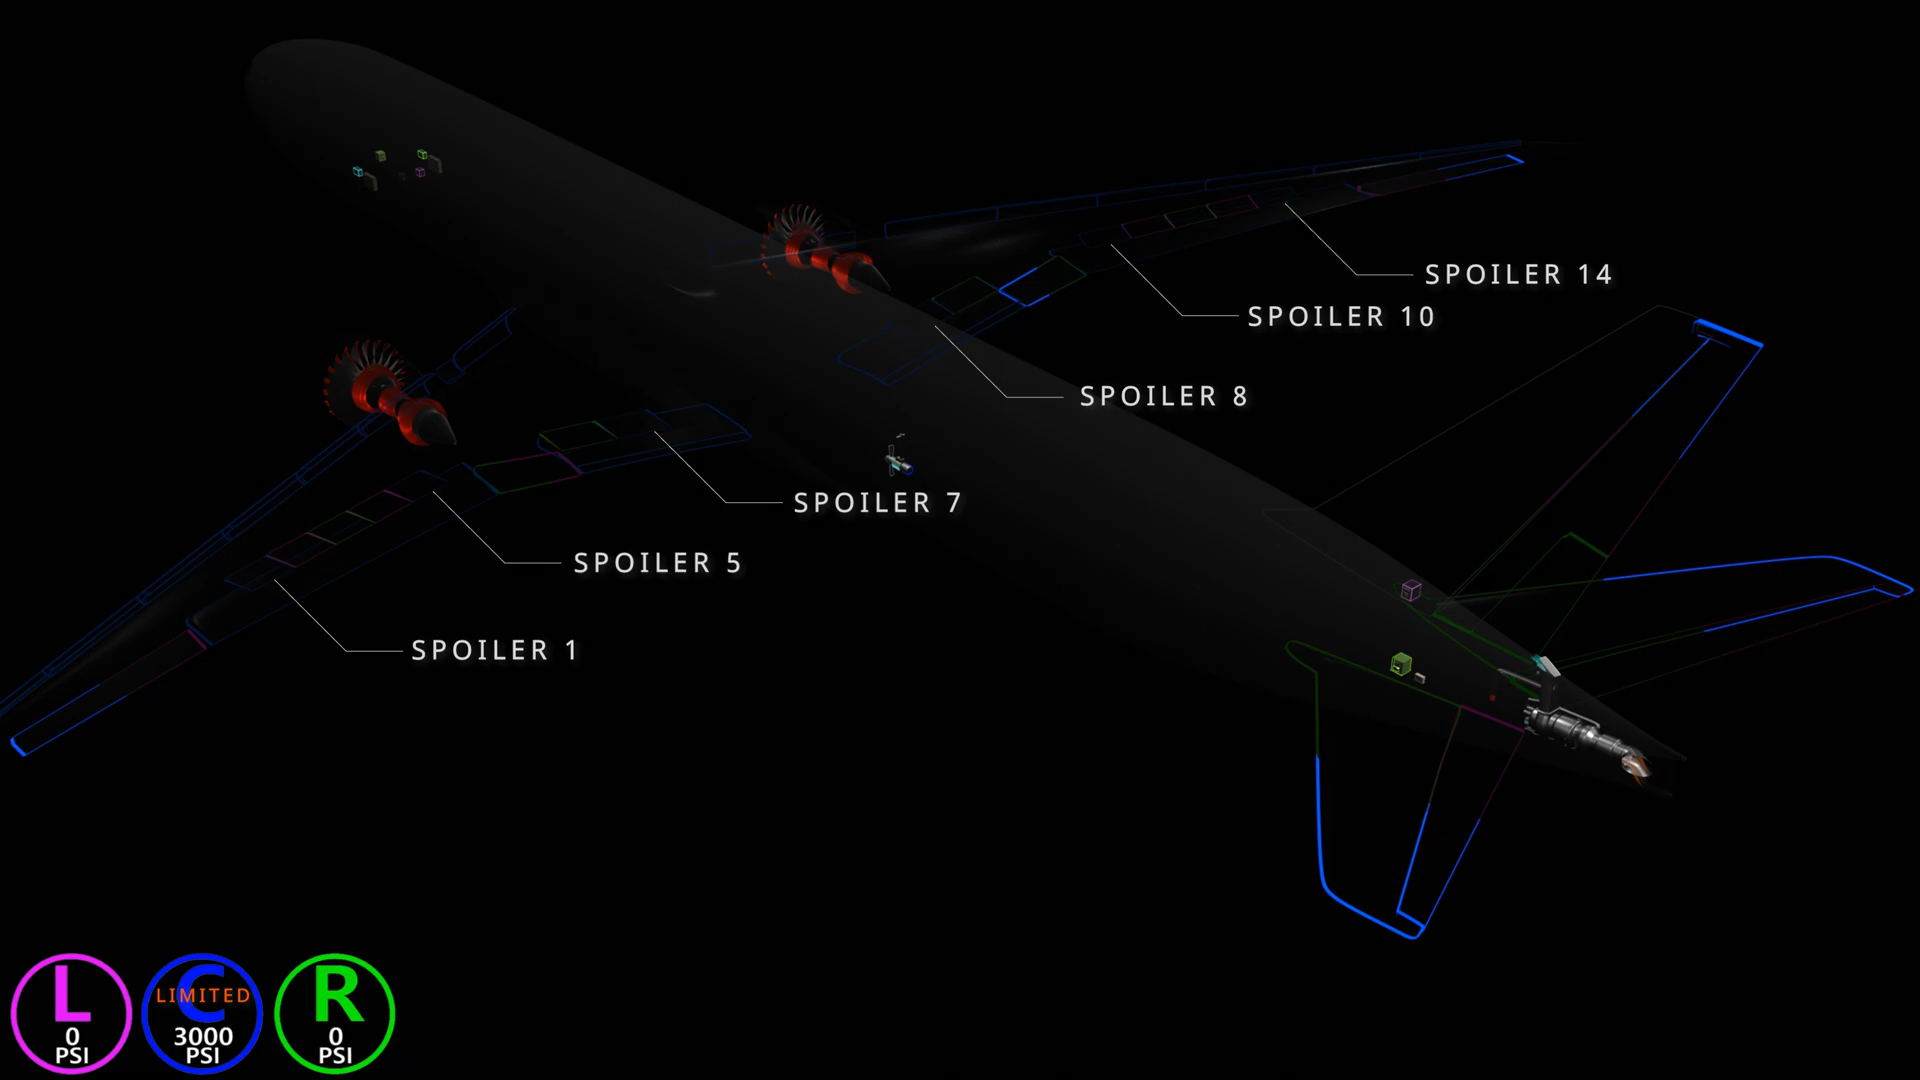 SPOILER 14
SPOILER 10
SPOILER 8
SPOILER 7
SPOILER 5
SPOILER 1
L
0
PSI
C
LIMITED
3000
PSI
R
0
PSI